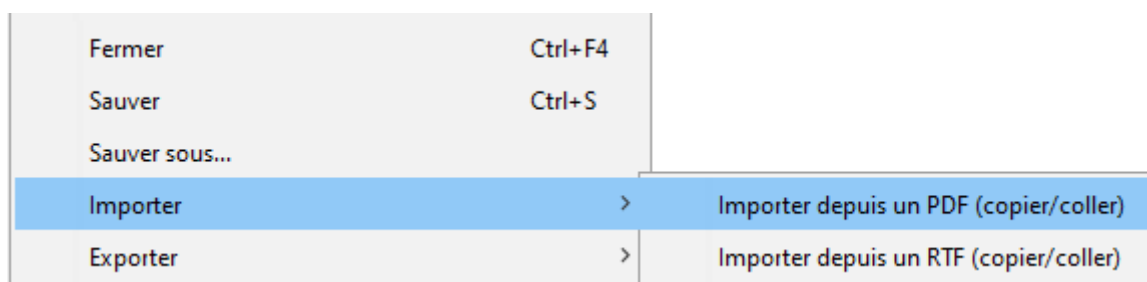 Fermer Ctrl+F4
Sauver Ctrl+S
Sauver sous...
Importer > Importer depuis un PDF (copier/coller)
Exporter > Importer depuis un RTF (copier/coller)